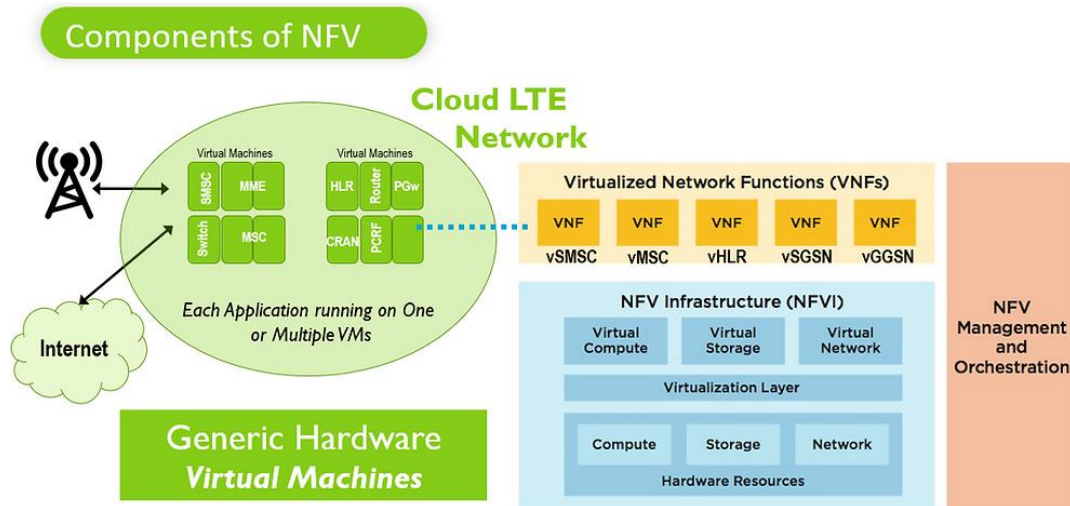 Components of NFV
Cloud LTE
Network
Virtual Machines
SMSC
MME
Switch
MSC
Virtual Machines
HLR
Router
PGw
CRAN
PCRF
Each Application running on One
or Multiple VMs
Internet
Generic Hardware
Virtual Machines
Virtualized Network Functions (VNFs)
VNF
VNF
VNF
VNF
VNF
vSMSC
vMSC
vHLR
vSGSN
vGGSN
NFV Infrastructure (NFVI)
Virtual
Compute
Virtual
Storage
Virtual
Network
Virtualization Layer
Compute
Storage
Network
Hardware Resources
NFV
Management
and
Orchestration